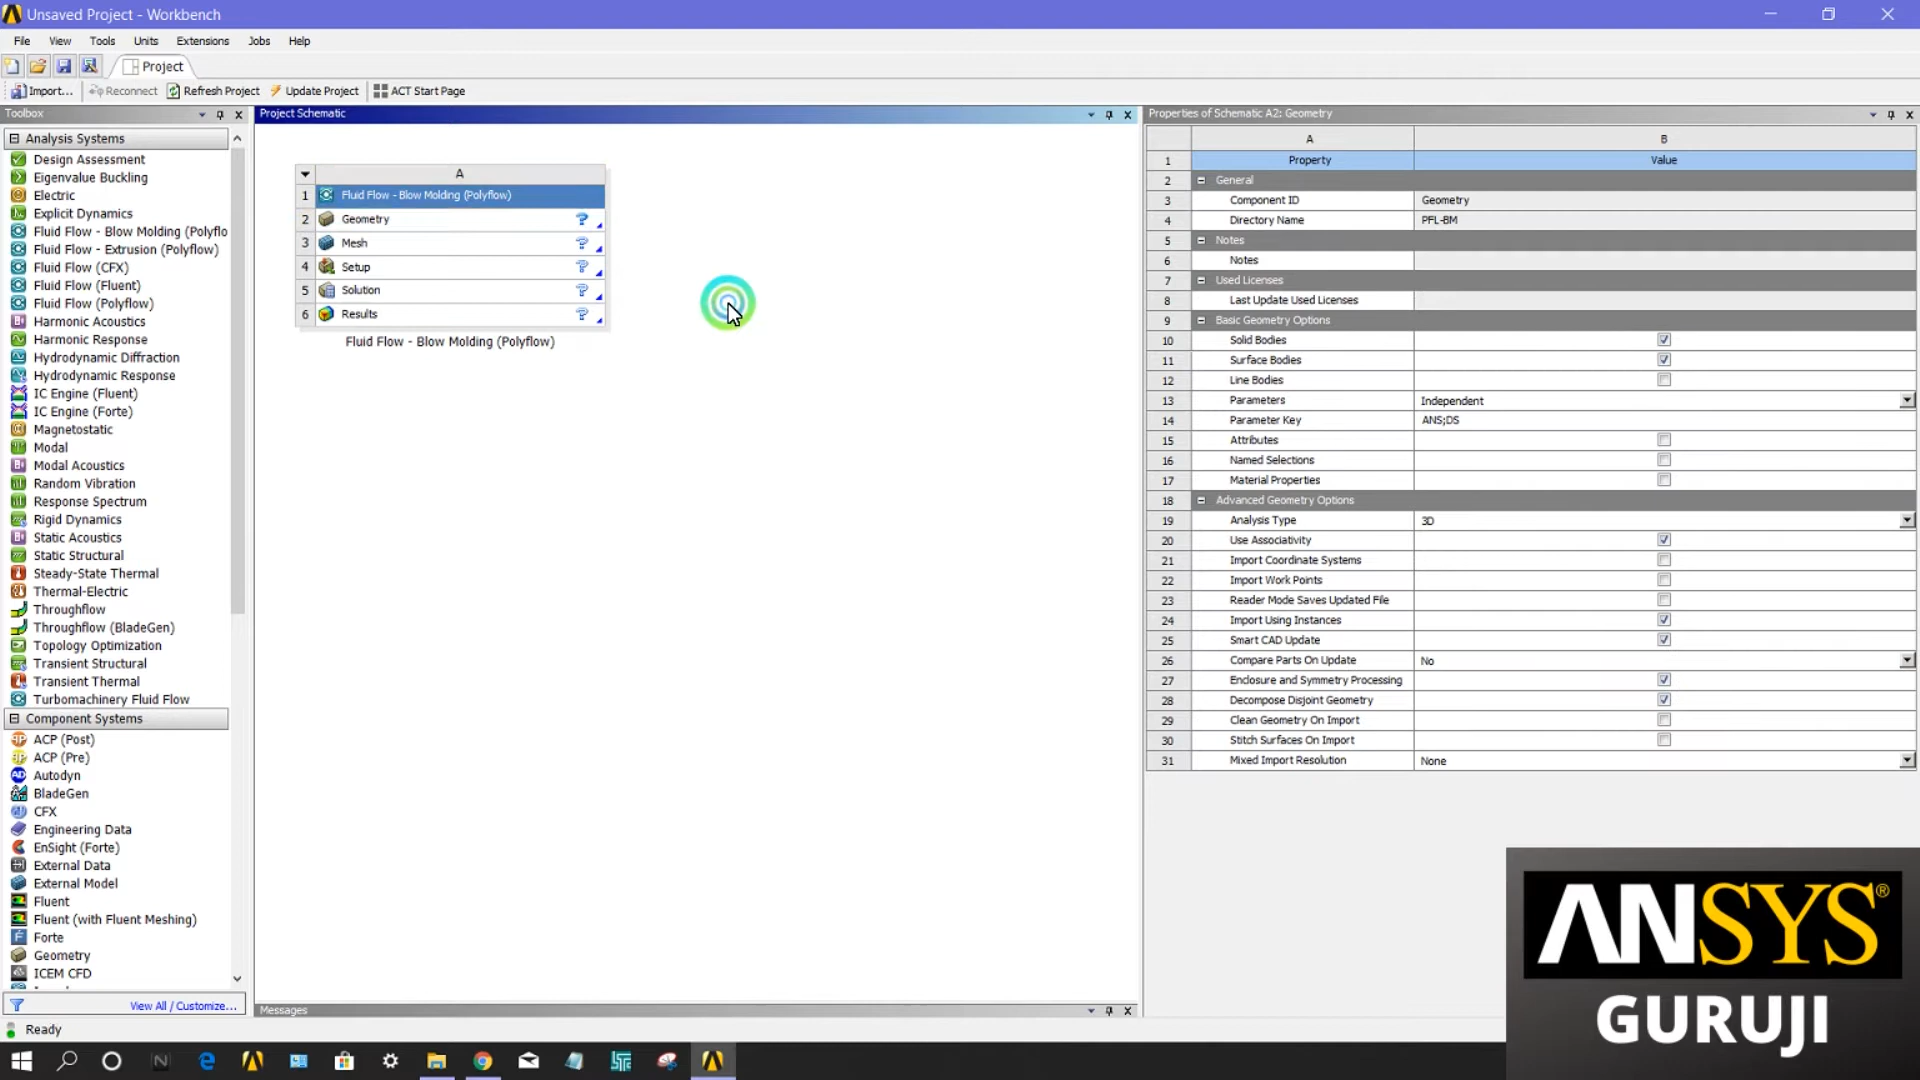 Unsaved Project - Workbench
File View Tools Units Extensions Jobs Help
Project
Import... Reconnect Refresh Project Update Project ACT Start Page
Toolbox
Analysis Systems
Design Assessment
Eigenvalue Buckling
Electric
Explicit Dynamics
Fluid Flow - Blow Molding (Polyflo
Fluid Flow - Extrusion (Polyflow)
Fluid Flow (CFX)
Fluid Flow (Fluent)
Fluid Flow (Polyflow)
Harmonic Acoustics
Harmonic Response
Hydrodynamic Diffraction
Hydrodynamic Response
IC Engine (Fluent)
IC Engine (Forte)
Magnetostatic
Modal
Modal Acoustics
Random Vibration
Response Spectrum
Rigid Dynamics
Static Acoustics
Static Structural
Steady-State Thermal
Thermal-Electric
Throughflow
Throughflow (BladeGen)
Topology Optimization
Transient Structural
Transient Thermal
Turbomachinery Fluid Flow
Component Systems
ACP (Post)
ACP (Pre)
Autodyn
BladeGen
CFX
Engineering Data
EnSight (Forte)
External Data
External Model
Fluent
Fluent (with Fluent Meshing)
Forte
Geometry
ICEM CFD
View All / Customize...
Project Schematic
A
1 Fluid Flow - Blow Molding (Polyflow)
2 Geometry ?
3 Mesh ?
4 Setup ?
5 Solution ?
6 Results ?
Fluid Flow - Blow Molding (Polyflow)
Messages
Properties of Schematic A2: Geometry
A B
1 Property Value
2 General
3 Component ID Geometry
4 Directory Name PFL-BM
5 Notes
6 Notes
7 Used Licenses
8 Last Update Used Licenses
9 Basic Geometry Options
10 Solid Bodies
11 Surface Bodies
12 Line Bodies
13 Parameters Independent
14 Parameter Key ANS;DS
15 Attributes
16 Named Selections
17 Material Properties
18 Advanced Geometry Options
19 Analysis Type 3D
20 Use Associativity
21 Import Coordinate Systems
22 Import Work Points
23 Reader Mode Saves Updated File
24 Import Using Instances
25 Smart CAD Update
26 Compare Parts On Update No
27 Enclosure and Symmetry Processing
28 Decompose Disjoint Geometry
29 Clean Geometry On Import
30 Stitch Surfaces On Import
31 Mixed Import Resolution None
ANSYS®
GURUJI
Ready